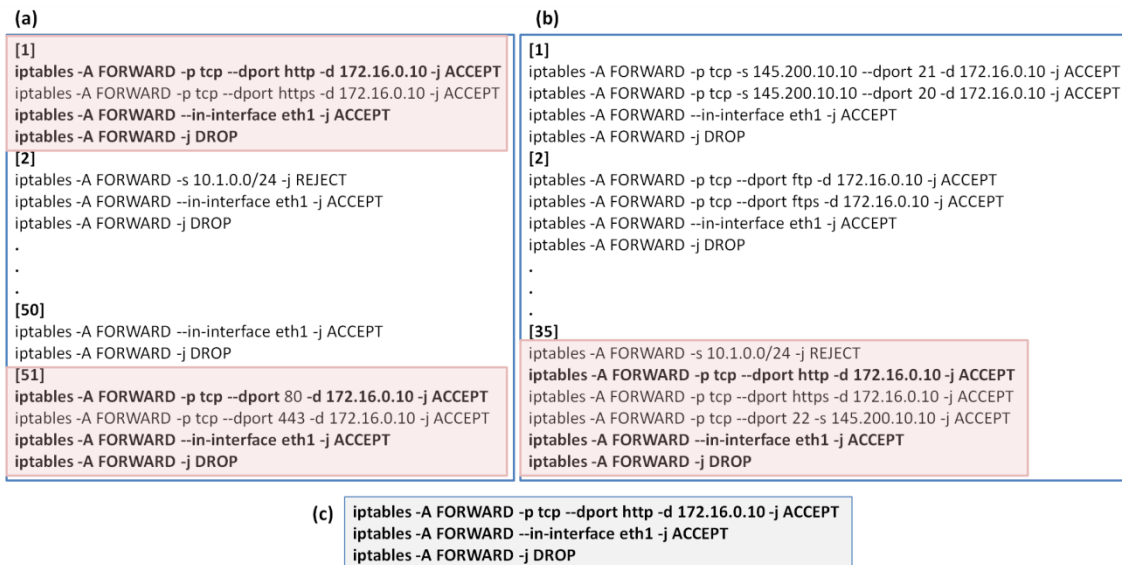 (a)
[1]
iptables -A FORWARD -p tcp --dport http -d 172.16.0.10 -j ACCEPT
iptables -A FORWARD -p tcp --dport https -d 172.16.0.10 -j ACCEPT
iptables -A FORWARD --in-interface eth1 -j ACCEPT
iptables -A FORWARD -j DROP
[2]
iptables -A FORWARD -s 10.1.0.0/24 -j REJECT
iptables -A FORWARD --in-interface eth1 -j ACCEPT
iptables -A FORWARD -j DROP
.
.
.
[50]
iptables -A FORWARD --in-interface eth1 -j ACCEPT
iptables -A FORWARD -j DROP
[51]
iptables -A FORWARD -p tcp --dport 80 -d 172.16.0.10 -j ACCEPT
iptables -A FORWARD -p tcp --dport 443 -d 172.16.0.10 -j ACCEPT
iptables -A FORWARD --in-interface eth1 -j ACCEPT
iptables -A FORWARD -j DROP
(b)
[1]
iptables -A FORWARD -p tcp -s 145.200.10.10 --dport 21 -d 172.16.0.10 -j ACCEPT
iptables -A FORWARD -p tcp -s 145.200.10.10 --dport 20 -d 172.16.0.10 -j ACCEPT
iptables -A FORWARD --in-interface eth1 -j ACCEPT
iptables -A FORWARD -j DROP
[2]
iptables -A FORWARD -p tcp --dport ftp -d 172.16.0.10 -j ACCEPT
iptables -A FORWARD -p tcp --dport ftps -d 172.16.0.10 -j ACCEPT
iptables -A FORWARD --in-interface eth1 -j ACCEPT
iptables -A FORWARD -j DROP
.
.
.
[35]
iptables -A FORWARD -s 10.1.0.0/24 -j REJECT
iptables -A FORWARD -p tcp --dport http -d 172.16.0.10 -j ACCEPT
iptables -A FORWARD -p tcp --dport https -d 172.16.0.10 -j ACCEPT
iptables -A FORWARD -p tcp --dport 22 -s 145.200.10.10 -j ACCEPT
iptables -A FORWARD --in-interface eth1 -j ACCEPT
iptables -A FORWARD -j DROP
(c)
iptables -A FORWARD -p tcp --dport http -d 172.16.0.10 -j ACCEPT
iptables -A FORWARD --in-interface eth1 -j ACCEPT
iptables -A FORWARD -j DROP